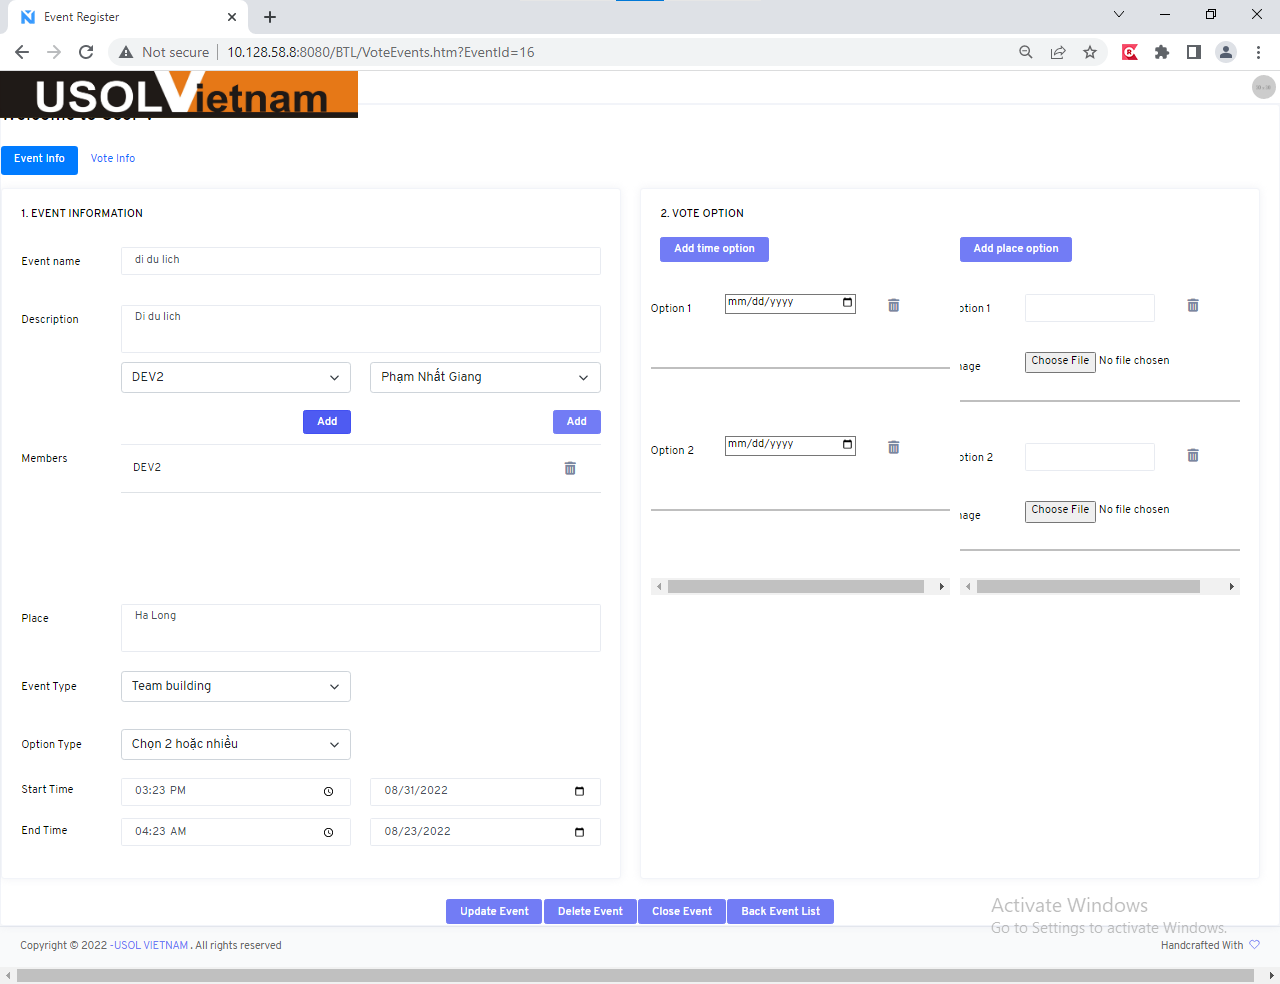 Event Register
Not secure
10.128.58.8:8080/BTL/VoteEvents.htm?EventId=16
USOL Vietnam
Event Info
Vote Info
1. EVENT INFORMATION
Event name
di du lich
Description
Di du lich
DEV2
Phạm Nhất Giang
Add
Add
Members
DEV2
Place
Ha Long
Event Type
Team building
Option Type
Chọn 2 hoặc nhiều
Start Time
03:23 PM
08/31/2022
End Time
04:23 AM
08/23/2022
2. VOTE OPTION
Add time option
Add place option
Option 1
mm/dd/yyyy
ption 1
nage
Choose File No file chosen
Option 2
mm/dd/yyyy
ption 2
nage
Choose File No file chosen
Update Event
Delete Event
Close Event
Back Event List
Activate Windows
Go to Settings to activate Windows.
Copyright © 2022 -USOL VIETNAM . All rights reserved
Handcrafted With